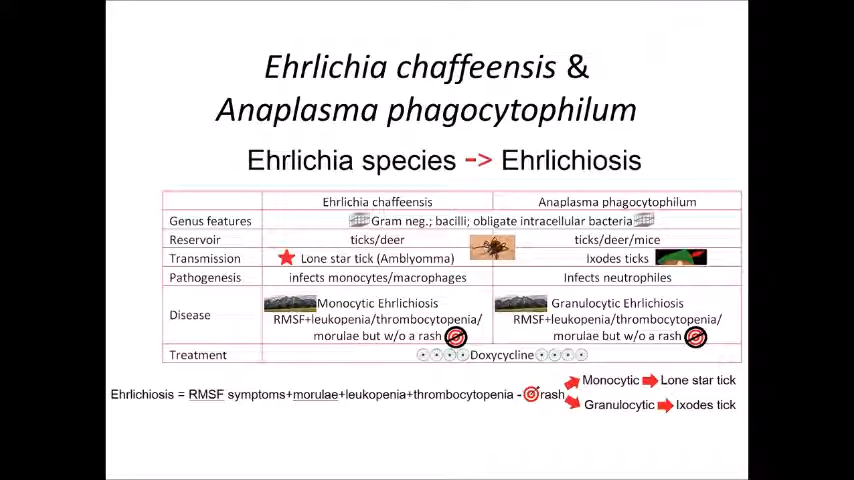 Ehrlichia chaffeensis &
Anaplasma phagocytophilum
Ehrlichia species -> Ehrlichiosis
Ehrlichia chaffeensis Anaplasma phagocytophilum
Genus features Gram neg.; bacilli; obligate intracellular bacteria
Reservoir ticks/deer ticks/deer/mice
Transmission Lone star tick (Amblyomma) Ixodes ticks
Pathogenesis infects monocytes/macrophages Infects neutrophiles
Disease Monocytic Ehrlichiosis Granulocytic Ehrlichiosis
RMSF+leukopenia/thrombocytopenia/ RMSF+leukopenia/thrombocytopenia/
morulae but w/o a rash morulae but w/o a rash
Treatment Doxycycline
Monocytic Lone star tick
Ehrlichiosis = RMSF symptoms+morulae+leukopenia+thrombocytopenia - rash
Granulocytic Ixodes tick